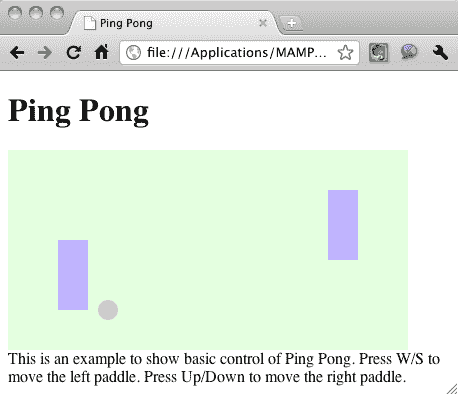 Ping Pong
file:///Applications/MAMP...
Ping Pong
This is an example to show basic control of Ping Pong. Press W/S to
move the left paddle. Press Up/Down to move the right paddle.